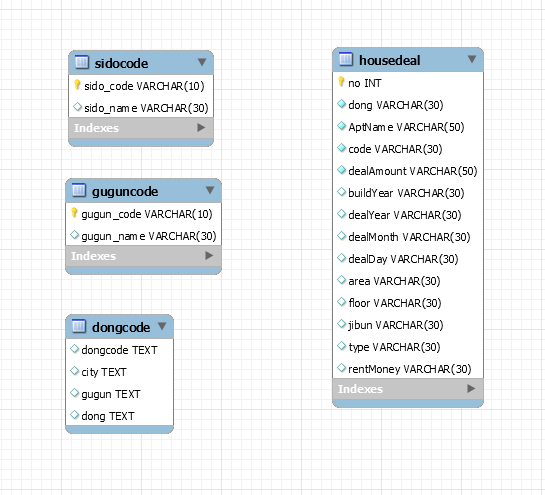 sidocode
sido_code VARCHAR(10)
sido_name VARCHAR(30)
Indexes
guguncode
gugun_code VARCHAR(10)
gugun_name VARCHAR(30)
Indexes
dongcode
dongcode TEXT
city TEXT
gugun TEXT
dong TEXT
housedeal
no INT
dong VARCHAR(30)
AptName VARCHAR(50)
code VARCHAR(30)
dealAmount VARCHAR(50)
buildYear VARCHAR(30)
dealYear VARCHAR(30)
dealMonth VARCHAR(30)
dealDay VARCHAR(30)
area VARCHAR(30)
floor VARCHAR(30)
jibun VARCHAR(30)
type VARCHAR(30)
rentMoney VARCHAR(30)
Indexes